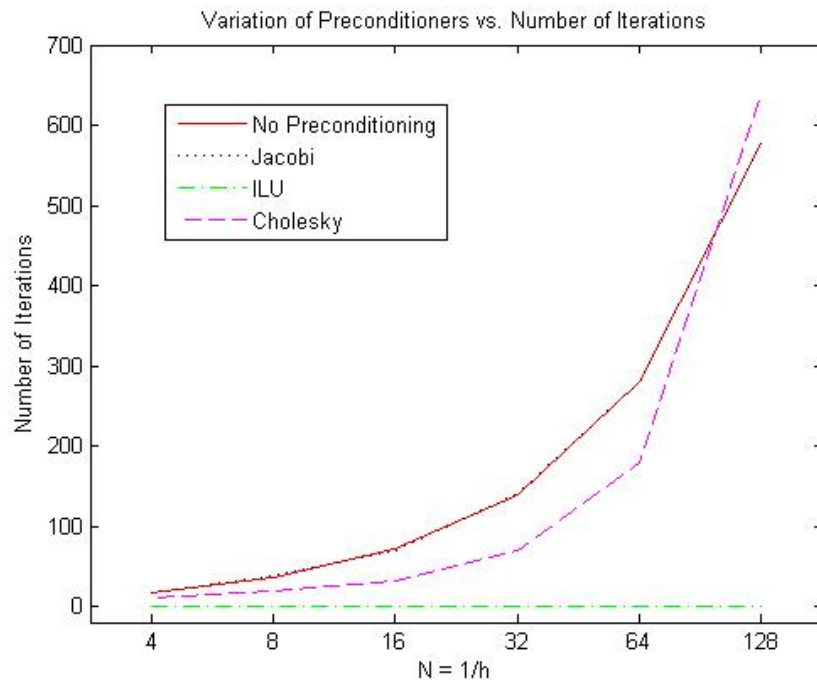 Variation of Preconditioners vs. Number of Iterations
700
600
500
400
300
200
100
0
Number of Iterations
No Preconditioning
Jacobi
ILU
Cholesky
4 8 16 32 64 128
N = 1/h